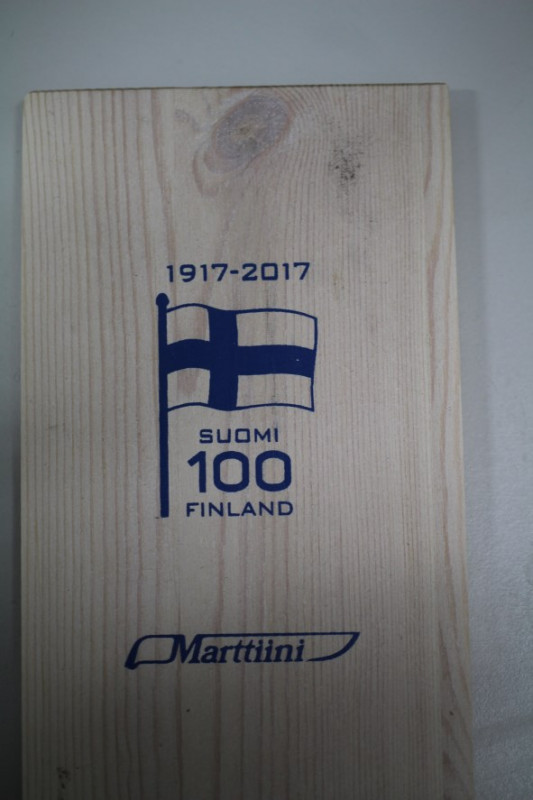 1917-2017
SUOMI
100
FINLAND
Marttiini